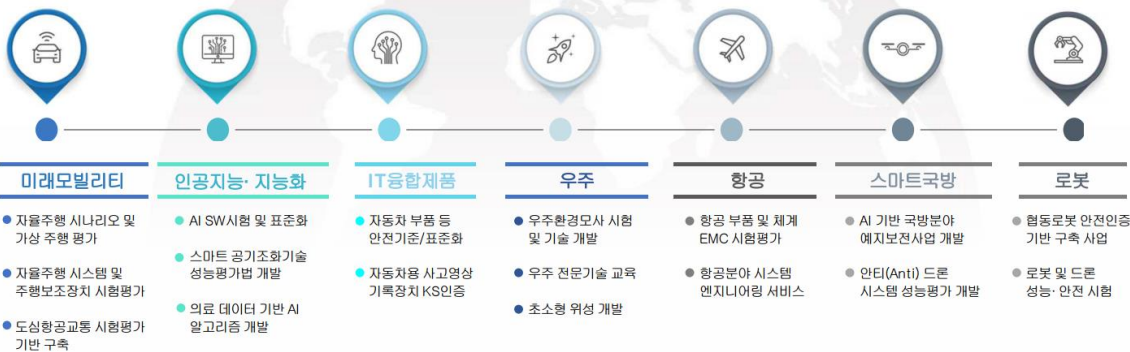 미래모빌리티
자율주행 시나리오 및
가상 주행 평가
자율주행 시스템 및
주행보조장치 시험평가
도심항공교통 시험평가
기반 구축
인공지능· 지능화
AI SW시험 및 표준화
스마트 공기조화기술
성능평가법 개발
의료 데이터 기반 AI
알고리즘 개발
IT융합제품
자동차 부품 등
안전기준/표준화
자동차용 사고영상
기록장치 KS인증
우주
우주환경모사 시험
및 기술 개발
우주 전문기술 교육
초소형 위성 개발
항공
항공 부품 및 체계
EMC 시험평가
항공분야 시스템
엔지니어링 서비스
스마트국방
AI 기반 국방분야
예지보전사업 개발
안티(Anti) 드론
시스템 성능평가 개발
로봇
협동로봇 안전인증
기반 구축 사업
로봇 및 드론
성능· 안전 시험